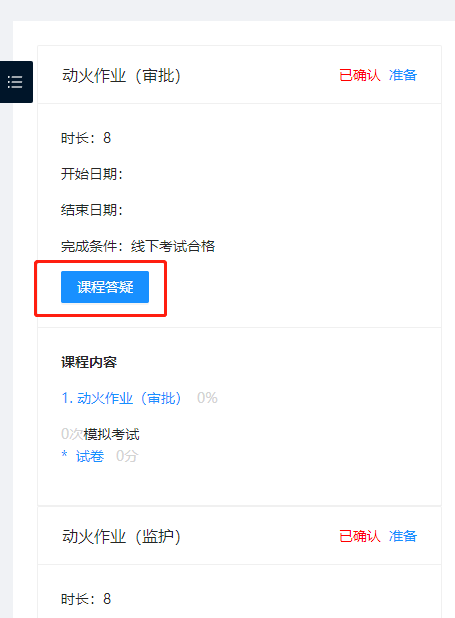 动火作业（审批） 已确认 准备
时长：8
开始日期：
结束日期：
完成条件：线下考试合格
课程答疑
课程内容
1. 动火作业（审批） 0%
0次模拟考试
* 试卷 0分
动火作业（监护） 已确认 准备
时长：8